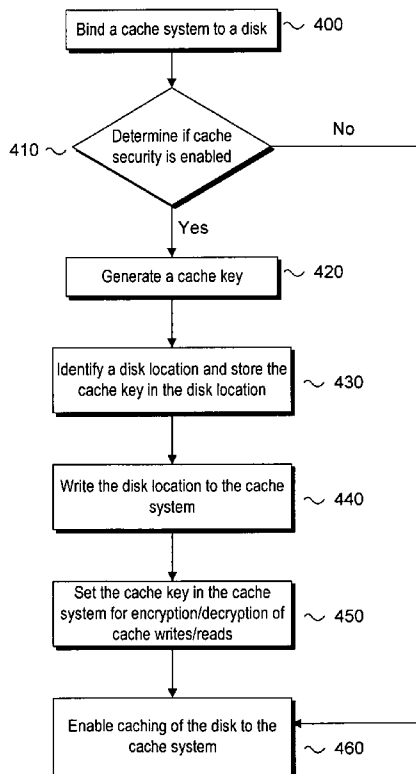 Bind a cache system to a disk
~ 400
Determine if cache
security is enabled
410 ~
No
Yes
Generate a cache key
~ 420
Identify a disk location and store the
cache key in the disk location
~ 430
Write the disk location to the cache
system
~ 440
Set the cache key in the cache
system for encryption/decryption of
cache writes/reads
~ 450
Enable caching of the disk to the
cache system
~ 460